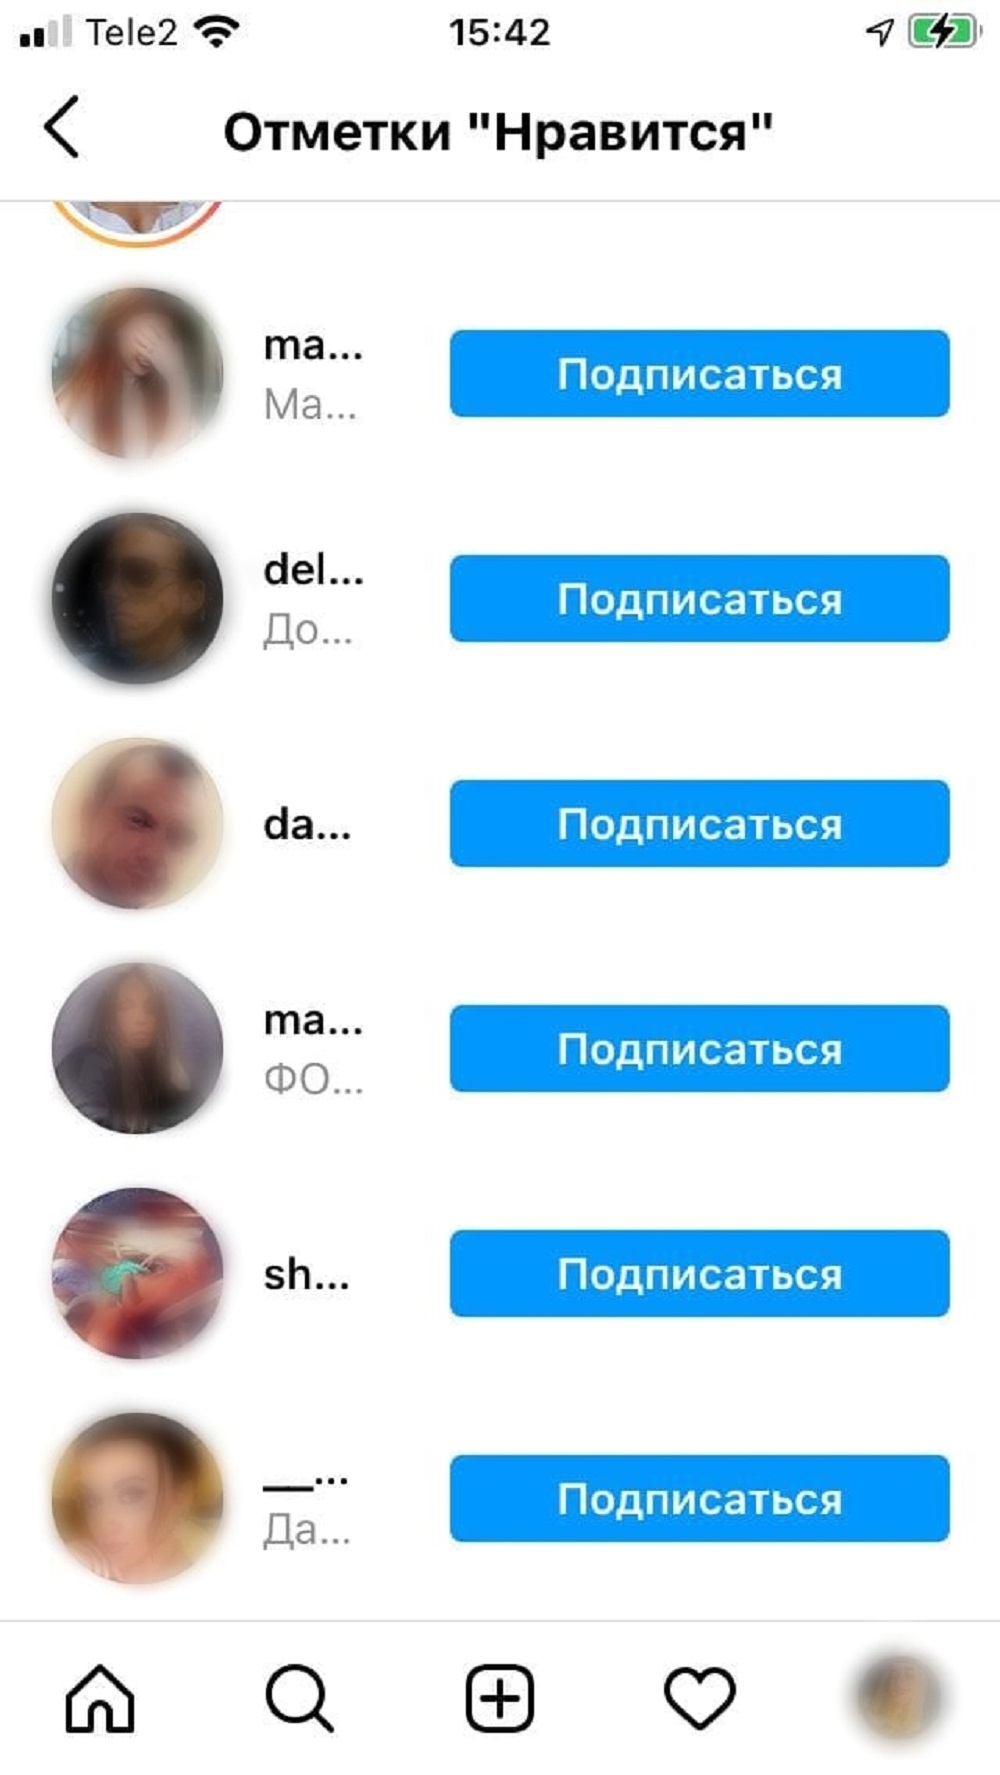 Tele2 15:42
Отметки "Нравится"
ma...
Ma...
Подписаться
del...
До...
Подписаться
da...
Подписаться
ma...
ФО...
Подписаться
sh...
Подписаться
__...
Да...
Подписаться